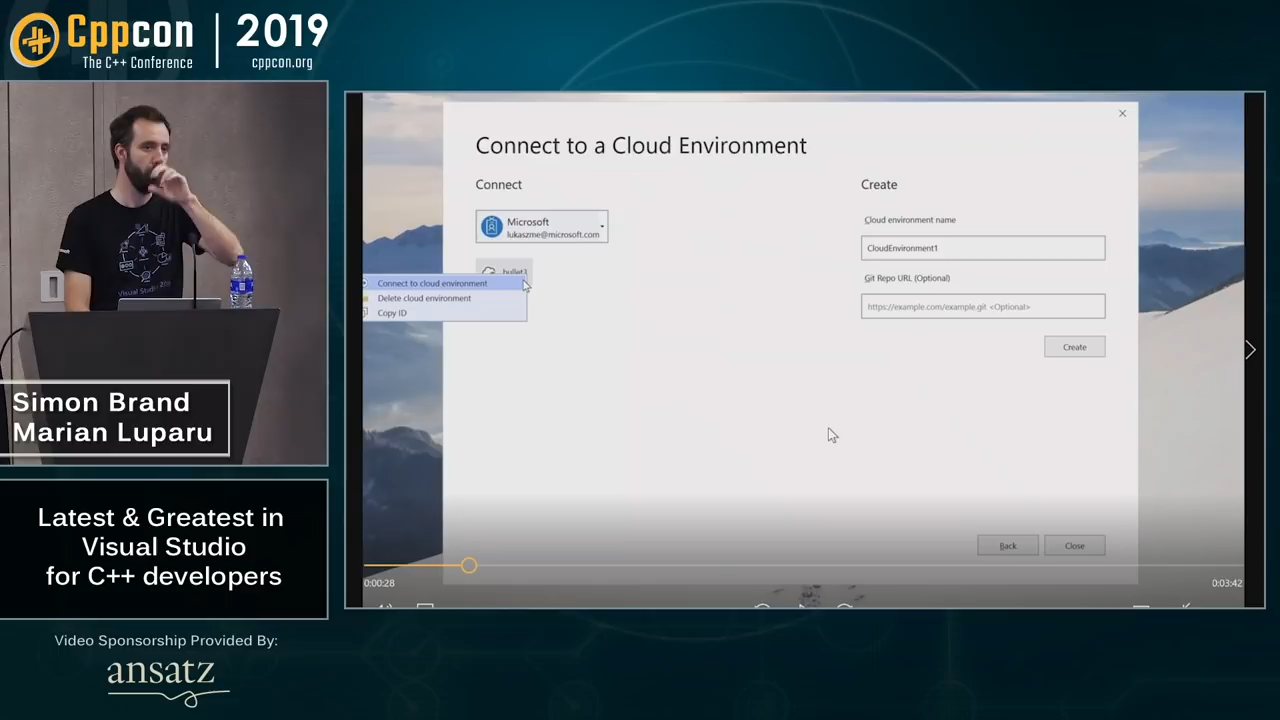 Cppcon
The C++ Conference
2019
cppcon.org
Visual Studio
Simon Brand
Marian Luparu
Latest & Greatest in
Visual Studio
for C++ developers
Video Sponsorship Provided By:
ansatz
Connect to a Cloud Environment
Connect
Microsoft
lukaszme@microsoft.com
bullet3
Connect to cloud environment
Delete cloud environment
Copy ID
Create
Cloud environment name
CloudEnvironment1
Git Repo URL (Optional)
https://example.com/example.git <Optional>
Create
Back
Close
0:00:28
0:03:42